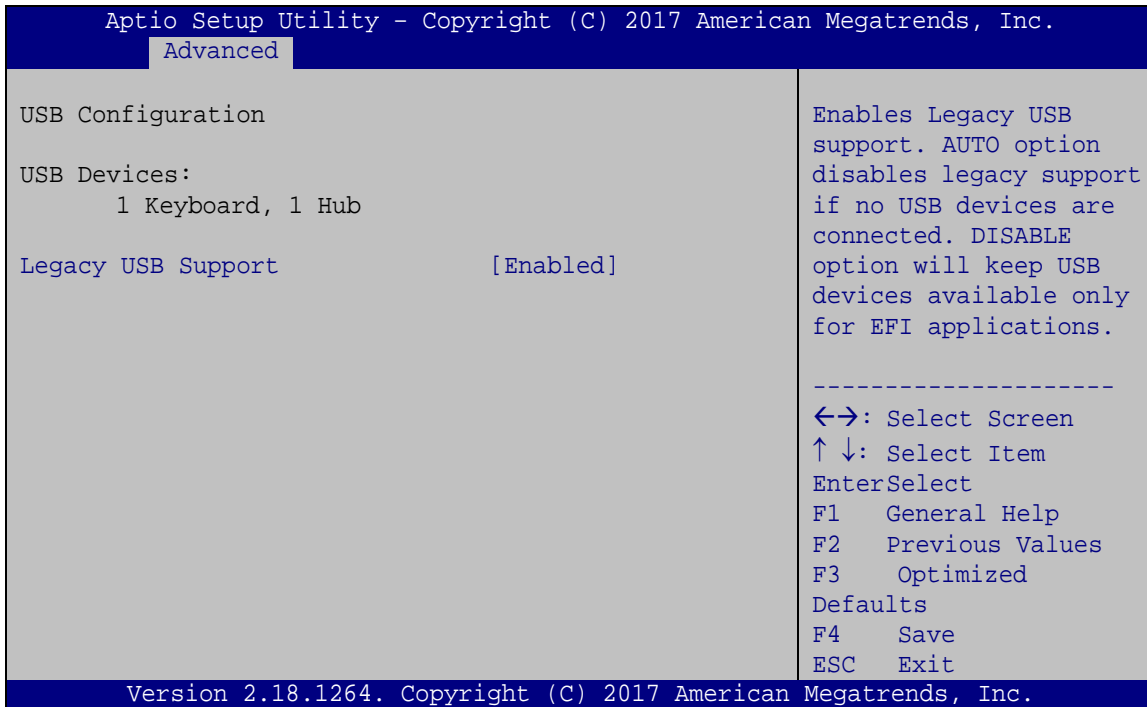 Aptio Setup Utility – Copyright (C) 2017 American Megatrends, Inc.
Advanced
USB Configuration
USB Devices:
1 Keyboard, 1 Hub
Legacy USB Support [Enabled]
Enables Legacy USB
support. AUTO option
disables legacy support
if no USB devices are
connected. DISABLE
option will keep USB
devices available only
for EFI applications.
---------------------
←→: Select Screen
↑ ↓: Select Item
EnterSelect
F1 General Help
F2 Previous Values
F3 Optimized
Defaults
F4 Save
ESC Exit
Version 2.18.1264. Copyright (C) 2017 American Megatrends, Inc.